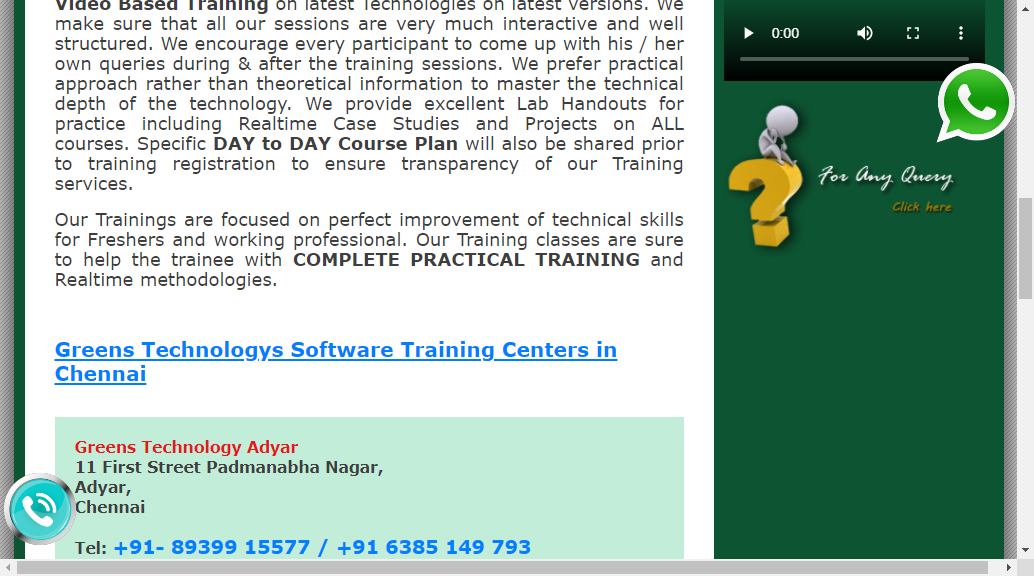 Video Based Training on latest Technologies on latest versions. We
make sure that all our sessions are very much interactive and well
structured. We encourage every participant to come up with his / her
own queries during & after the training sessions. We prefer practical
approach rather than theoretical information to master the technical
depth of the technology. We provide excellent Lab Handouts for
practice including Realtime Case Studies and Projects on ALL
courses. Specific DAY to DAY Course Plan will also be shared prior
to training registration to ensure transparency of our Training
services.
Our Trainings are focused on perfect improvement of technical skills
for Freshers and working professional. Our Training classes are sure
to help the trainee with COMPLETE PRACTICAL TRAINING and
Realtime methodologies.
Greens Technologys Software Training Centers in
Chennai
Greens Technology Adyar
11 First Street Padmanabha Nagar,
Adyar,
Chennai
Tel: +91- 89399 15577 / +91 6385 149 793
0:00
For Any Query
Click here